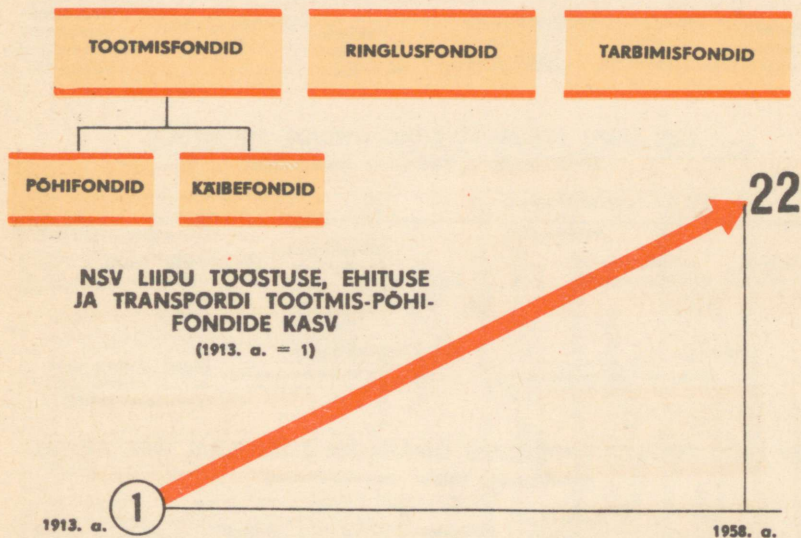 TOOTMISFONDID
RINGLUSFONDID
TARBIMISFONDID
PÕHIFONDID
KÄIBEFONDID
22
NSV LIIDU TÖÖSTUSE, EHITUSE
JA TRANSPORDI TOOTMIS-PÕHI-
FONDIDE KASV
(1913. a. = 1)
1
1913. a.
1958. a.